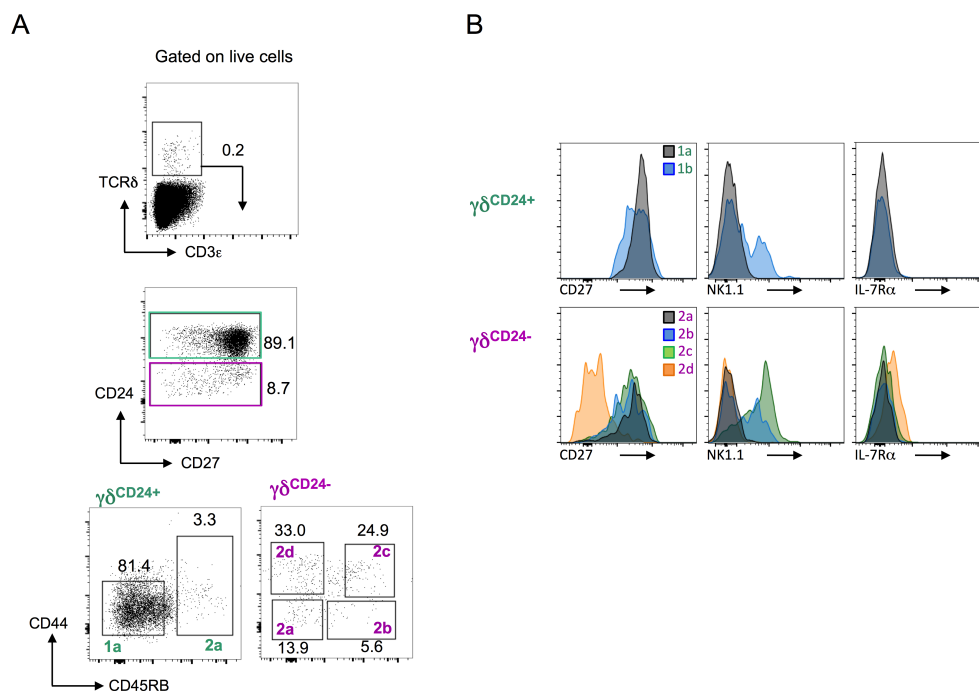 A
Gated on live cells
0.2
TCRδ
CD3ε
89.1
8.7
CD24
CD27
γδCD24+
γδCD24-
3.3
33.0
24.9
2d
2c
81.4
CD44
1a
2a
2a
2b
13.9
5.6
CD45RB
B
1a
1b
γδCD24+
CD27
NK1.1
IL-7Rα
2a
2b
2c
2d
γδCD24-
CD27
NK1.1
IL-7Rα